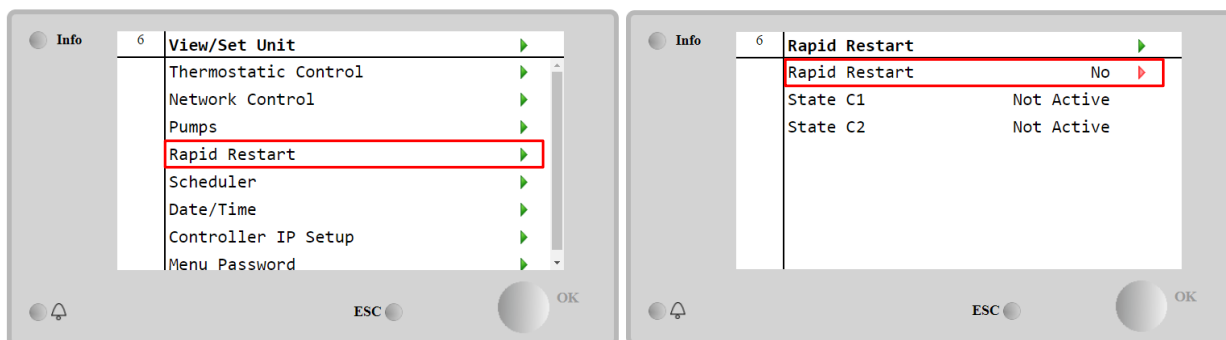 Info
6 View/Set Unit
Thermostatic Control
Network Control
Pumps
Rapid Restart
Scheduler
Date/Time
Controller IP Setup
Menu Password
ESC
OK
Info
6 Rapid Restart
Rapid Restart No
State C1 Not Active
State C2 Not Active
ESC
OK